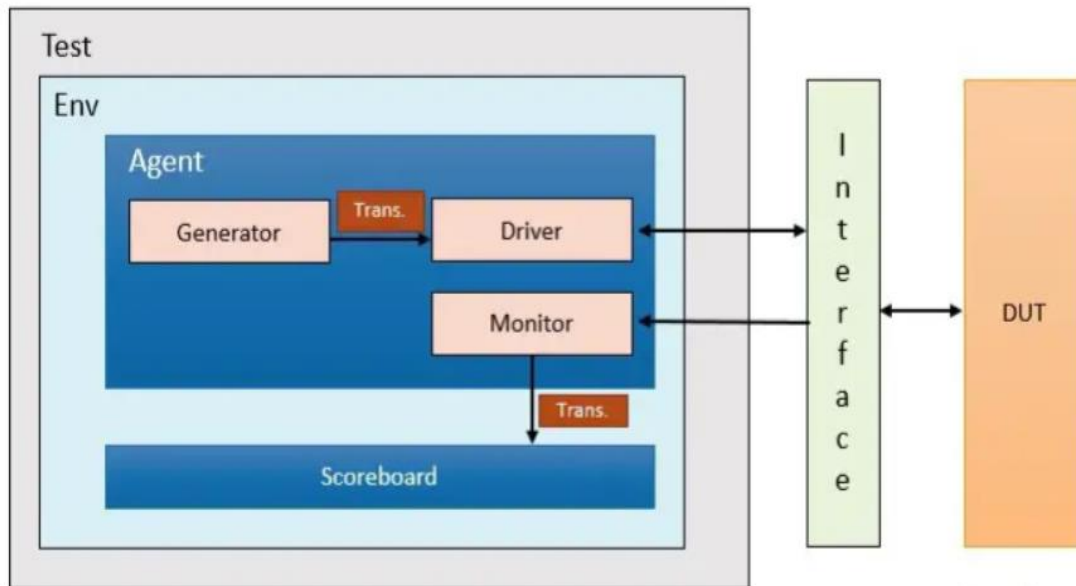 Test
Env
Agent
Generator
Trans.
Driver
Monitor
Trans.
Scoreboard
I
n
t
e
r
f
a
c
e
DUT